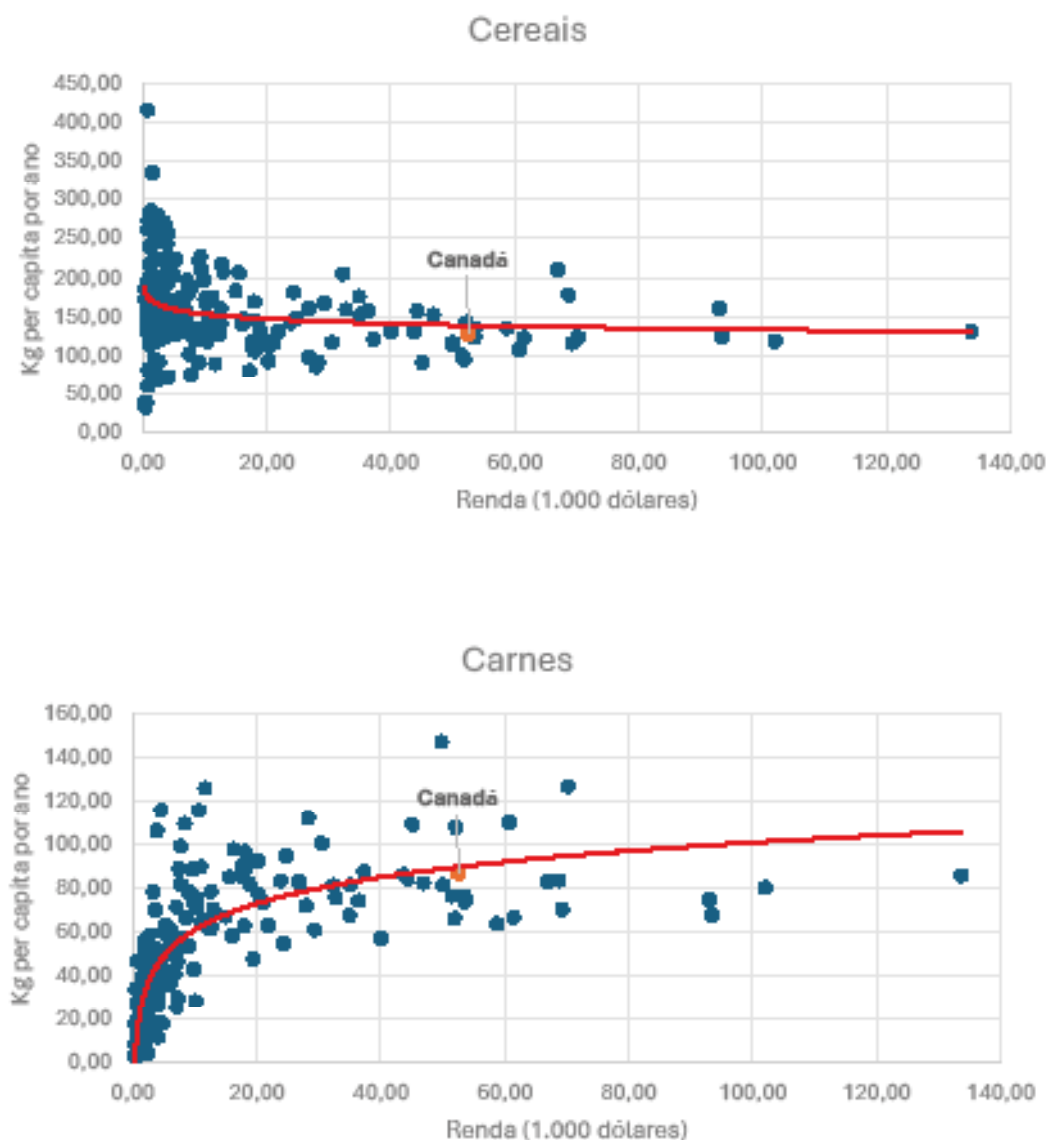 Cereais
Kg per capita por ano
450,00
400,00
350,00
300,00
250,00
200,00
150,00
100,00
50,00
0,00
Canadá
0,00 20,00 40,00 60,00 80,00 100,00 120,00 140,00
Renda (1.000 dólares)
Carnes
Kg per capita por ano
160,00
140,00
120,00
100,00
80,00
60,00
40,00
20,00
0,00
Canadá
0,00 20,00 40,00 60,00 80,00 100,00 120,00 140,00
Renda (1.000 dólares)